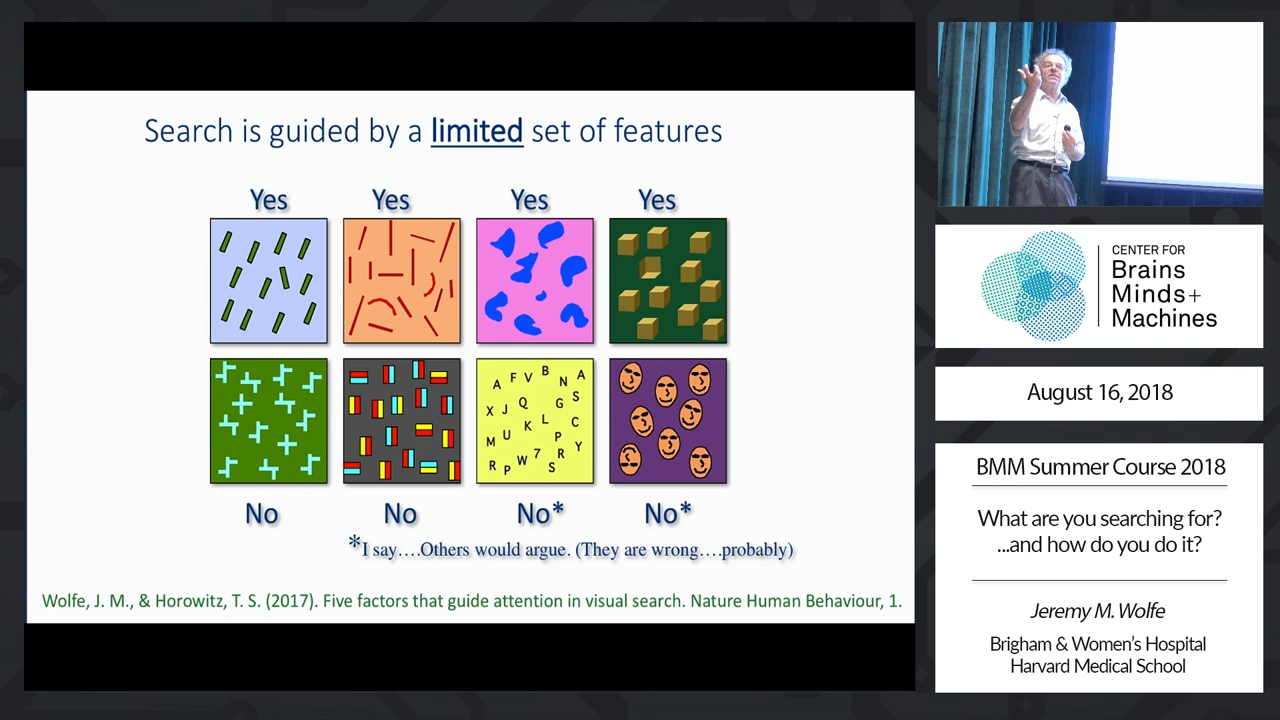 Search is guided by a limited set of features
Yes Yes Yes Yes
A F V B N A
X J Q G S
M U K L P C
R P W 7 S R Y
No No No* No*
*I say….Others would argue. (They are wrong….probably)
Wolfe, J. M., & Horowitz, T. S. (2017). Five factors that guide attention in visual search. Nature Human Behaviour, 1.
CENTER FOR
Brains
Minds+
Machines
August 16, 2018
BMM Summer Course 2018
What are you searching for?
...and how do you do it?
Jeremy M. Wolfe
Brigham & Women's Hospital
Harvard Medical School